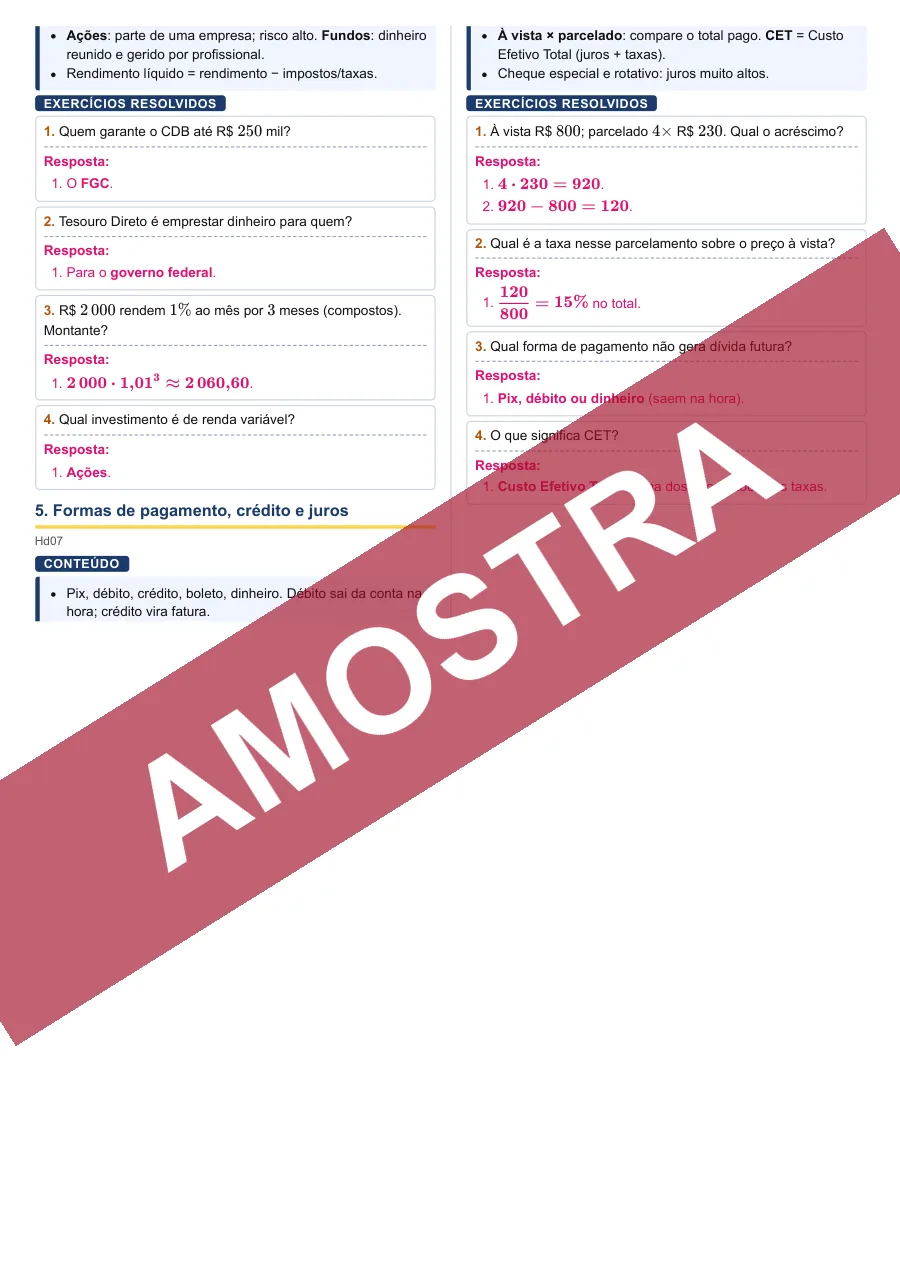 • Ações: parte de uma empresa; risco alto. Fundos: dinheiro
reunido e gerido por profissional.
• Rendimento líquido = rendimento − impostos/taxas.
EXERCÍCIOS RESOLVIDOS
1. Quem garante o CDB até R$ 250 mil?
Resposta:
1. O FGC.
2. Tesouro Direto é emprestar dinheiro para quem?
Resposta:
1. Para o governo federal.
3. R$ 2 000 rendem 1% ao mês por 3 meses (compostos).
Montante?
Resposta:
1. 2 000 · 1,01³ ≈ 2 060,60.
4. Qual investimento é de renda variável?
Resposta:
1. Ações.
5. Formas de pagamento, crédito e juros
Hd07
CONTEÚDO
• Pix, débito, crédito, boleto, dinheiro. Débito sai da conta na
hora; crédito vira fatura.
• À vista × parcelado: compare o total pago. CET = Custo
Efetivo Total (juros + taxas).
• Cheque especial e rotativo: juros muito altos.
EXERCÍCIOS RESOLVIDOS
1. À vista R$ 800; parcelado 4× R$ 230. Qual o acréscimo?
Resposta:
1. 4 · 230 = 920.
2. 920 − 800 = 120.
2. Qual é a taxa nesse parcelamento sobre o preço à vista?
Resposta:
1. 120/800 = 15% no total.
3. Qual forma de pagamento não gera dívida futura?
Resposta:
1. Pix, débito ou dinheiro (saem na hora).
4. O que significa CET?
Resposta:
1. Custo Efetivo taxas.
AMOSTRA